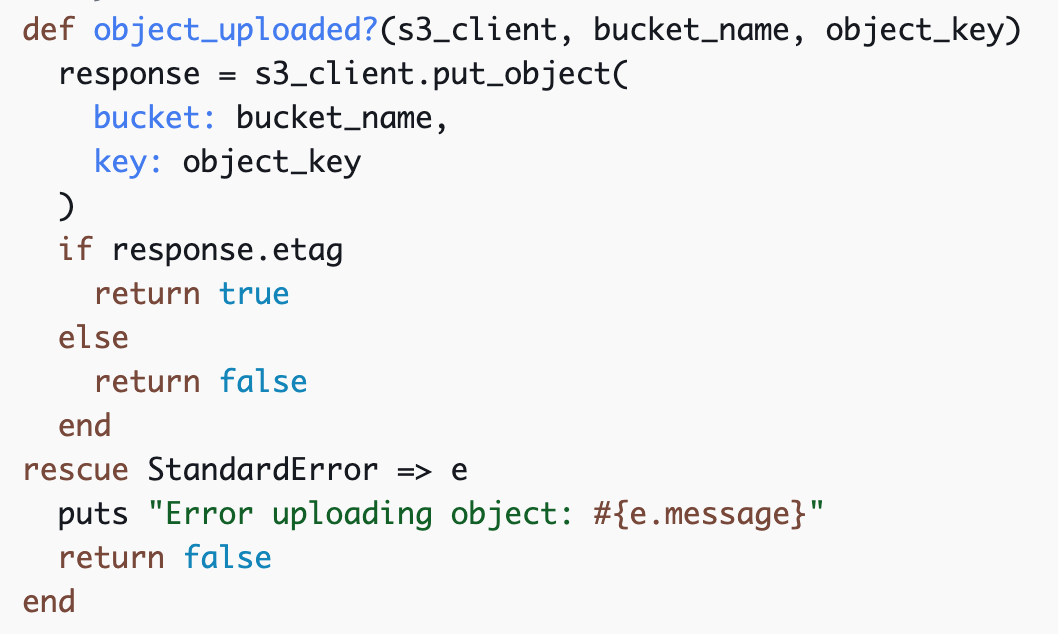 def object_uploaded?(s3_client, bucket_name, object_key)
  response = s3_client.put_object(
    bucket: bucket_name,
    key: object_key
  )
  if response.etag
    return true
  else
    return false
  end
rescue StandardError => e
  puts "Error uploading object: #{e.message}"
  return false
end